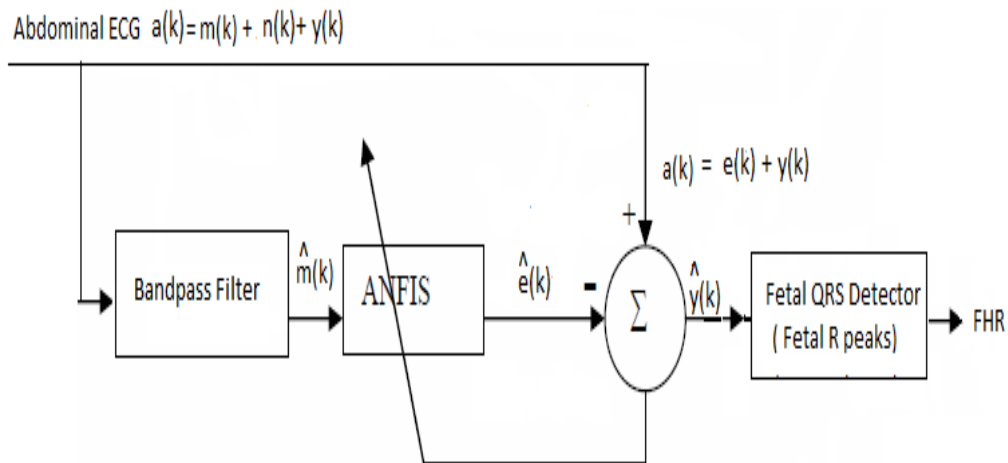 Abdominal ECG a(k)= m(k) + n(k)+ y(k)
a(k) = e(k) + y(k)
+
Bandpass Filter
^
m(k)
ANFIS
^
e(k)
-
Σ
^
y(k)
Fetal QRS Detector
( Fetal R peaks)
FHR